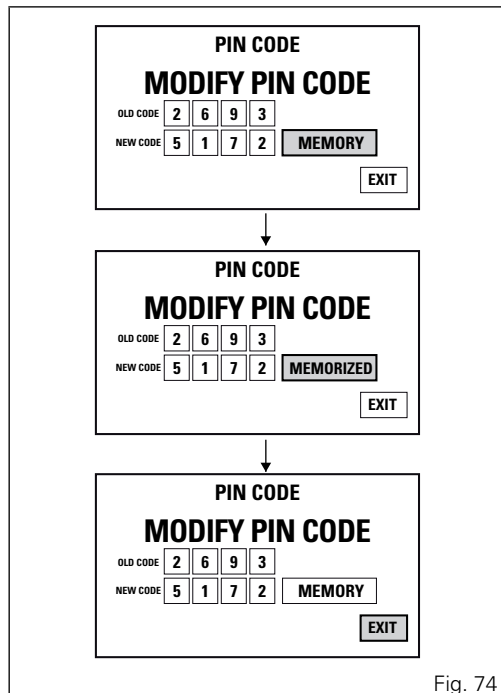 PIN CODE
MODIFY PIN CODE
OLD CODE 2 6 9 3
NEW CODE 5 1 7 2 MEMORY
EXIT
PIN CODE
MODIFY PIN CODE
OLD CODE 2 6 9 3
NEW CODE 5 1 7 2 MEMORIZED
EXIT
PIN CODE
MODIFY PIN CODE
OLD CODE 2 6 9 3
NEW CODE 5 1 7 2 MEMORY
EXIT
Fig. 74